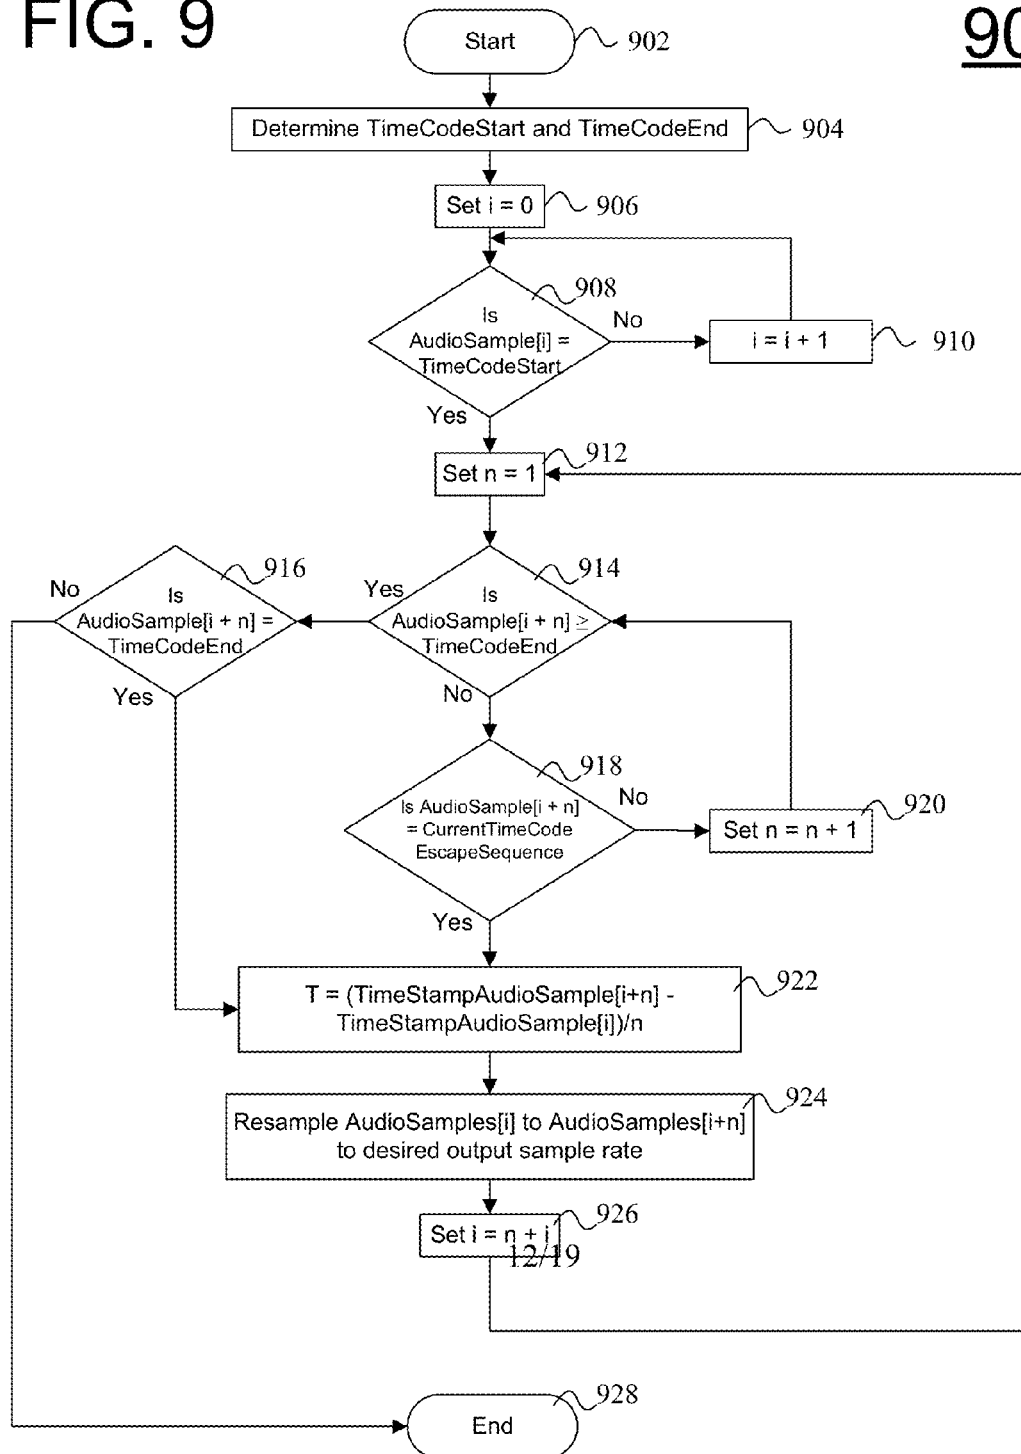 FIG. 9
90
Start
902
Determine TimeCodeStart and TimeCodeEnd
904
Set i = 0
906
908
Is
AudioSample[i] =
TimeCodeStart
No
i = i + 1
910
Yes
912
Set n = 1
916
No
Is
AudioSample[i + n] =
TimeCodeEnd
Yes
914
Yes
Is
AudioSample[i + n] ≥
TimeCodeEnd
No
918
Is AudioSample[i + n]
= CurrentTimeCode
EscapeSequence
No
920
Set n = n + 1
Yes
922
T = (TimeStampAudioSample[i+n] -
TimeStampAudioSample[i])/n
924
Resample AudioSamples[i] to AudioSamples[i+n]
to desired output sample rate
926
Set i = n + i
12/19
928
End